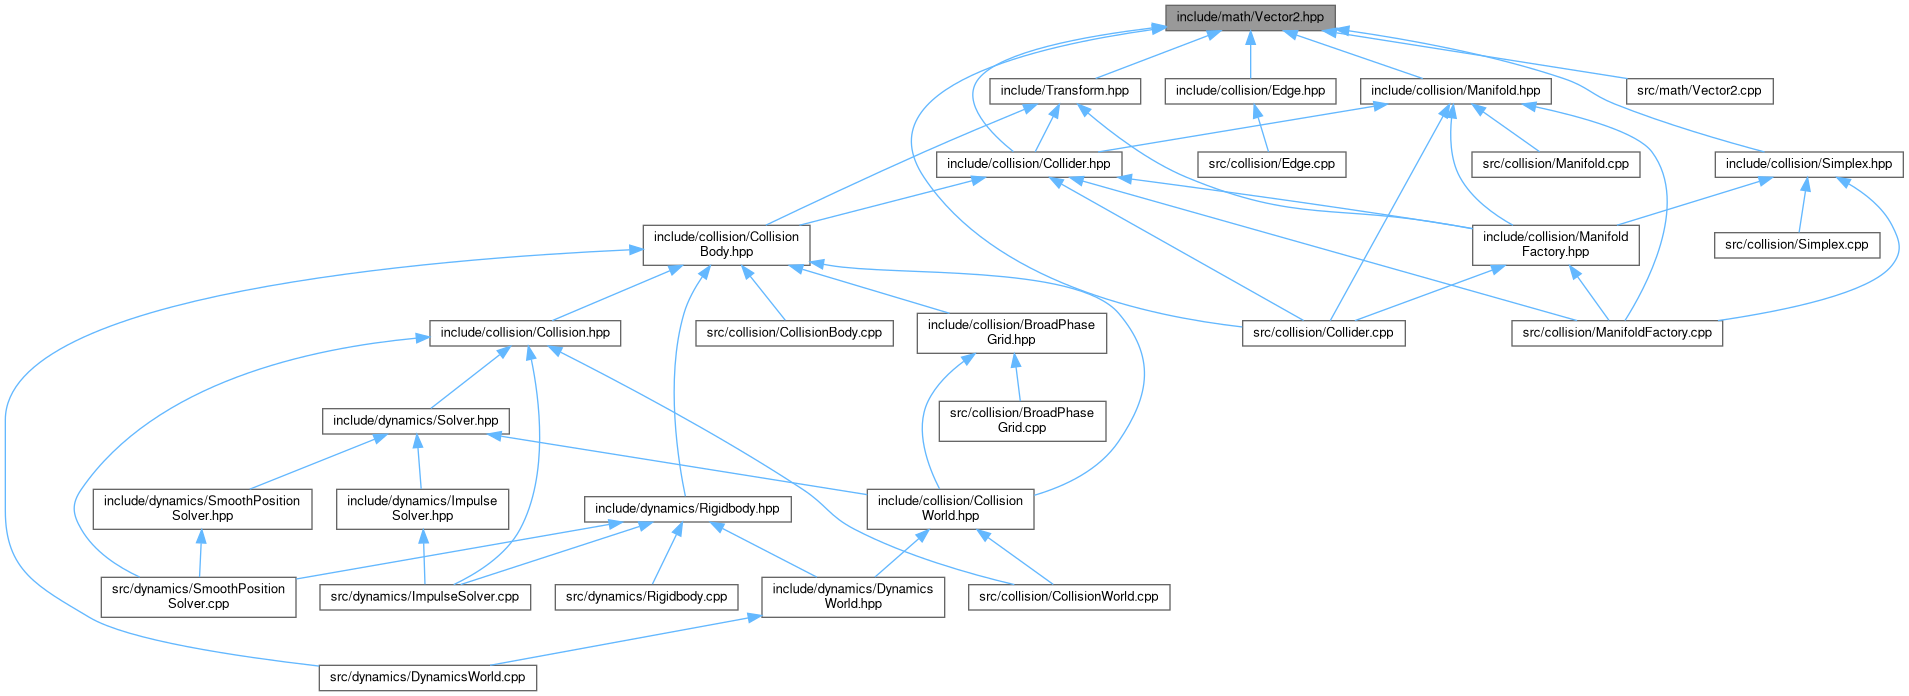 include/math/Vector2.hpp
include/Transform.hpp
include/collision/Edge.hpp
include/collision/Manifold.hpp
src/math/Vector2.cpp
include/collision/Collider.hpp
src/collision/Edge.cpp
src/collision/Manifold.cpp
include/collision/Simplex.hpp
include/collision/Collision
Body.hpp
include/collision/Manifold
Factory.hpp
src/collision/Simplex.cpp
include/collision/Collision.hpp
src/collision/CollisionBody.cpp
include/collision/BroadPhase
Grid.hpp
src/collision/Collider.cpp
src/collision/ManifoldFactory.cpp
include/dynamics/Solver.hpp
src/collision/BroadPhase
Grid.cpp
include/dynamics/SmoothPosition
Solver.hpp
include/dynamics/Impulse
Solver.hpp
include/dynamics/Rigidbody.hpp
include/collision/Collision
World.hpp
src/dynamics/SmoothPosition
Solver.cpp
src/dynamics/ImpulseSolver.cpp
src/dynamics/Rigidbody.cpp
include/dynamics/Dynamics
World.hpp
src/collision/CollisionWorld.cpp
src/dynamics/DynamicsWorld.cpp